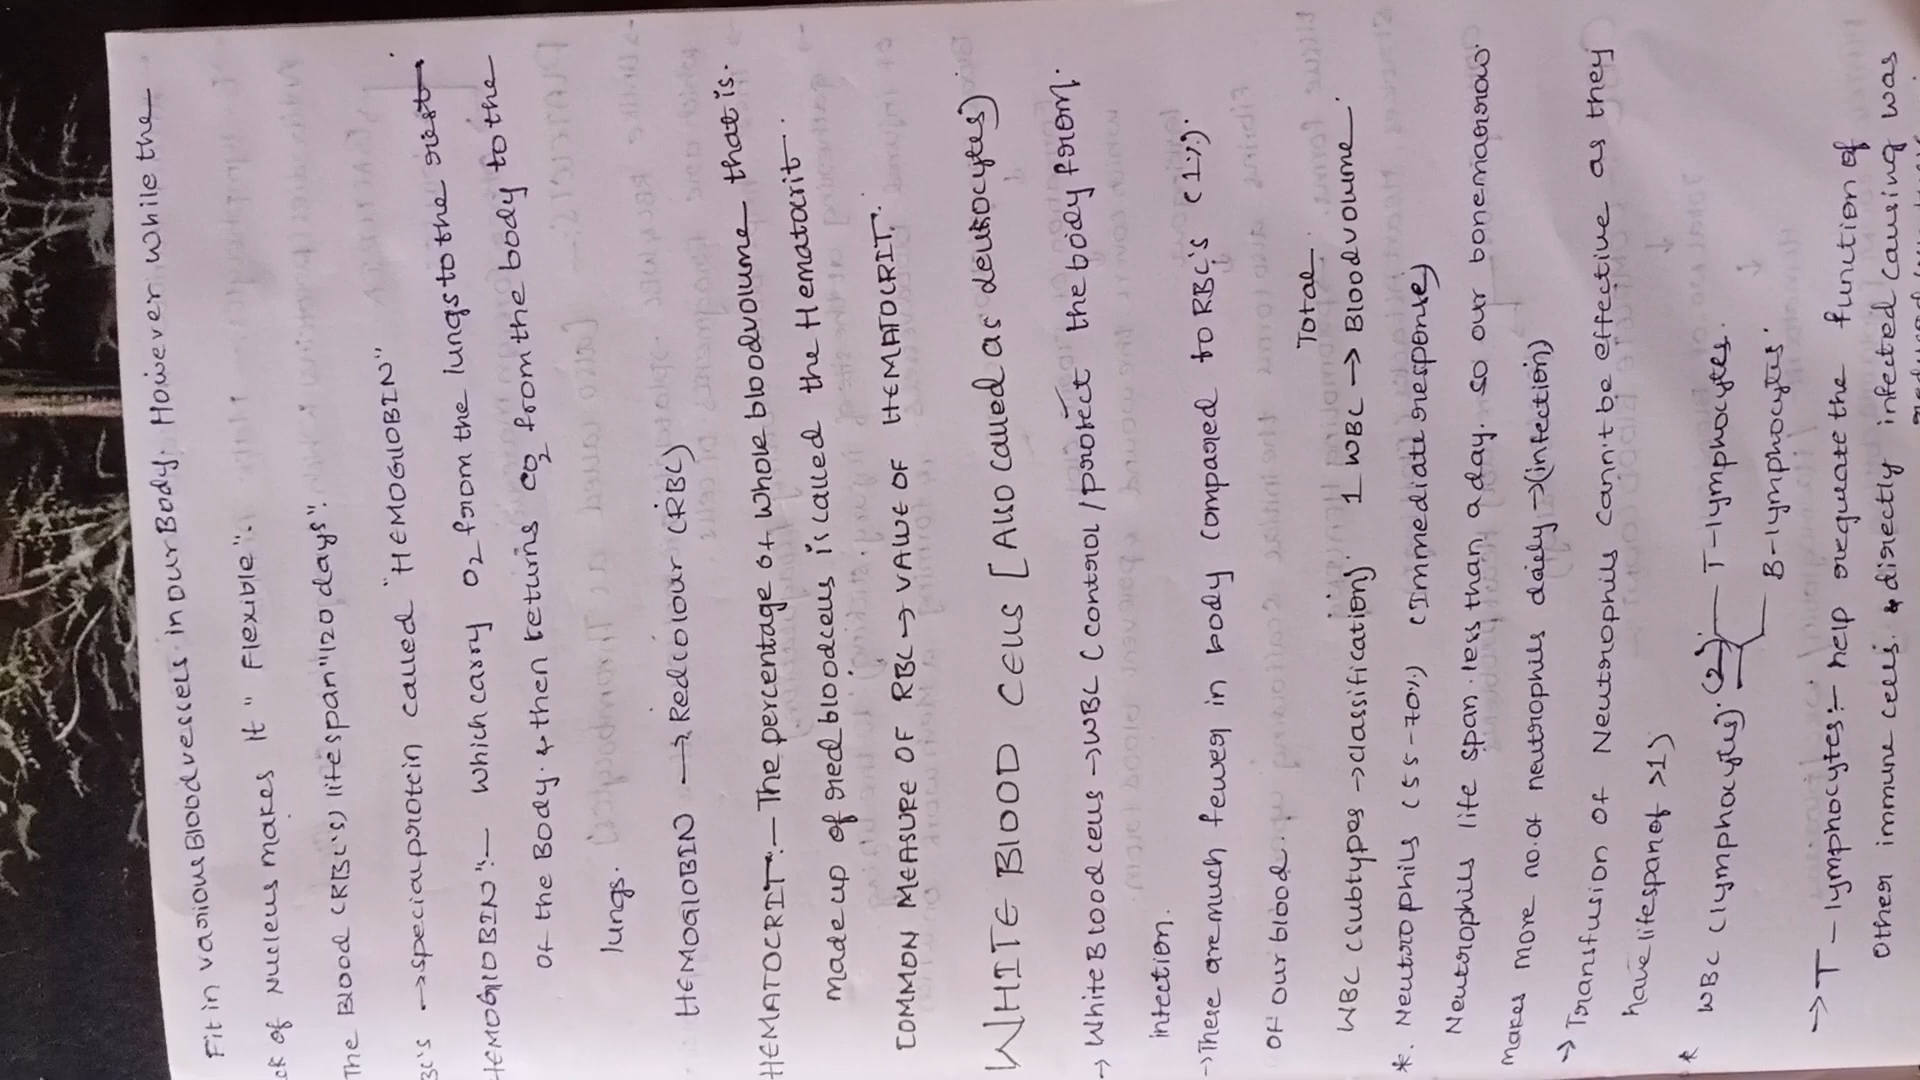 Fit in various Blood vessels in our Body. However while the
ck of Nucleus makes It "Flexible".
The Blood (RBC's) life span "120 days".
BC's → special protein called "HEMOGLOBIN"
HEMOGLOBIN":- which carry O2 from the lungs to the rest
of the Body. & then returns CO2 from the body to the
lungs.
HEMOGLOBIN → Red colour (RBC)
HEMATOCRIT:- The percentage of whole blood volume that is
made up of red blood cells is called the Hematocrit.
COMMON MEASURE OF RBC → VALUE OF HEMATOCRIT.
WHITE BLOOD CELLS [Also called as leukocytes)
→ White Blood cells → WBC (control / protect the body from
infection.
→ There are much fewer in body compared to RBC's (1%)
OF our blood.
Total
WBC (subtypes → classification) 1 WBC → Blood volume.
*. Neutrophils (55-70%) (Immediate response)
Neutrophils life span less than a day. so our bonemarrow
makes more no. of neutrophils daily → (infection)
→ Transfusion of Neutrophils cannt be effective as they
have life span of >1)
* WBC (lymphocytes) (2) T-lymphocytes.
B-lymphocytes.
→ T-lymphocytes:- help regulate the function of
Other immune cells. & directly infected causing was